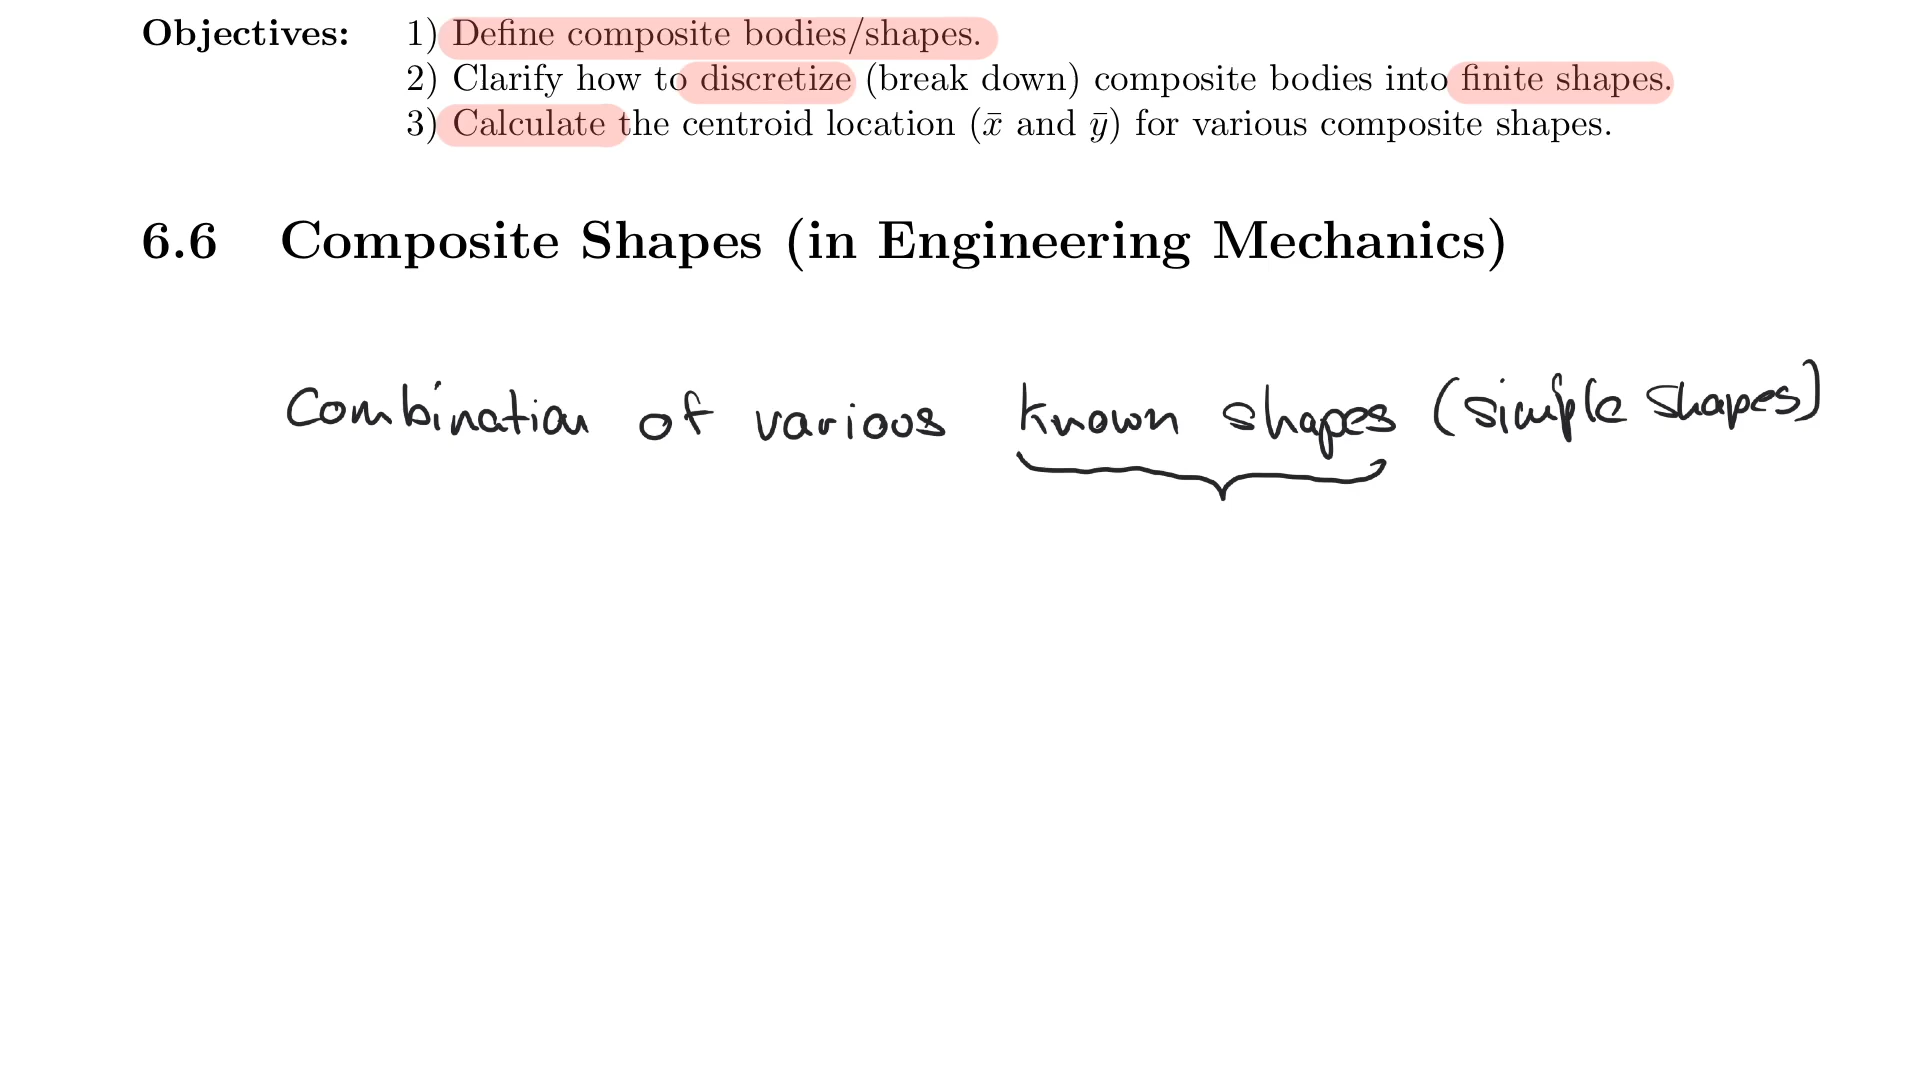 Objectives: 1) Define composite bodies/shapes.
2) Clarify how to discretize (break down) composite bodies into finite shapes.
3) Calculate the centroid location (x̄ and ȳ) for various composite shapes.
6.6 Composite Shapes (in Engineering Mechanics)
Combination of various known shapes (simple shapes)